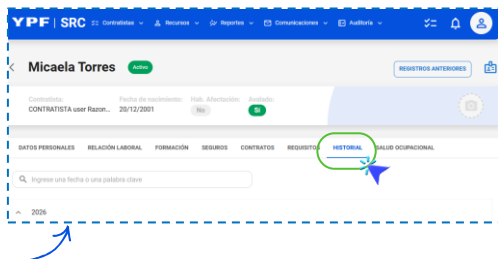 YPF | SRC Contratistas Recursos Reportes Comunicaciones Auditoría
Micaela Torres Activo REGISTROS ANTERIORES
Contratista: Fecha de nacimiento: Hab. Afectación: Anotado:
CONTRATISTA user Razon... 20/12/2001 No Sí
DATOS PERSONALES RELACIÓN LABORAL FORMACIÓN SEGUROS CONTRATOS REQUISITOS HISTORIAL SALUD OCUPACIONAL
Ingrese una fecha o una palabra clave
2026